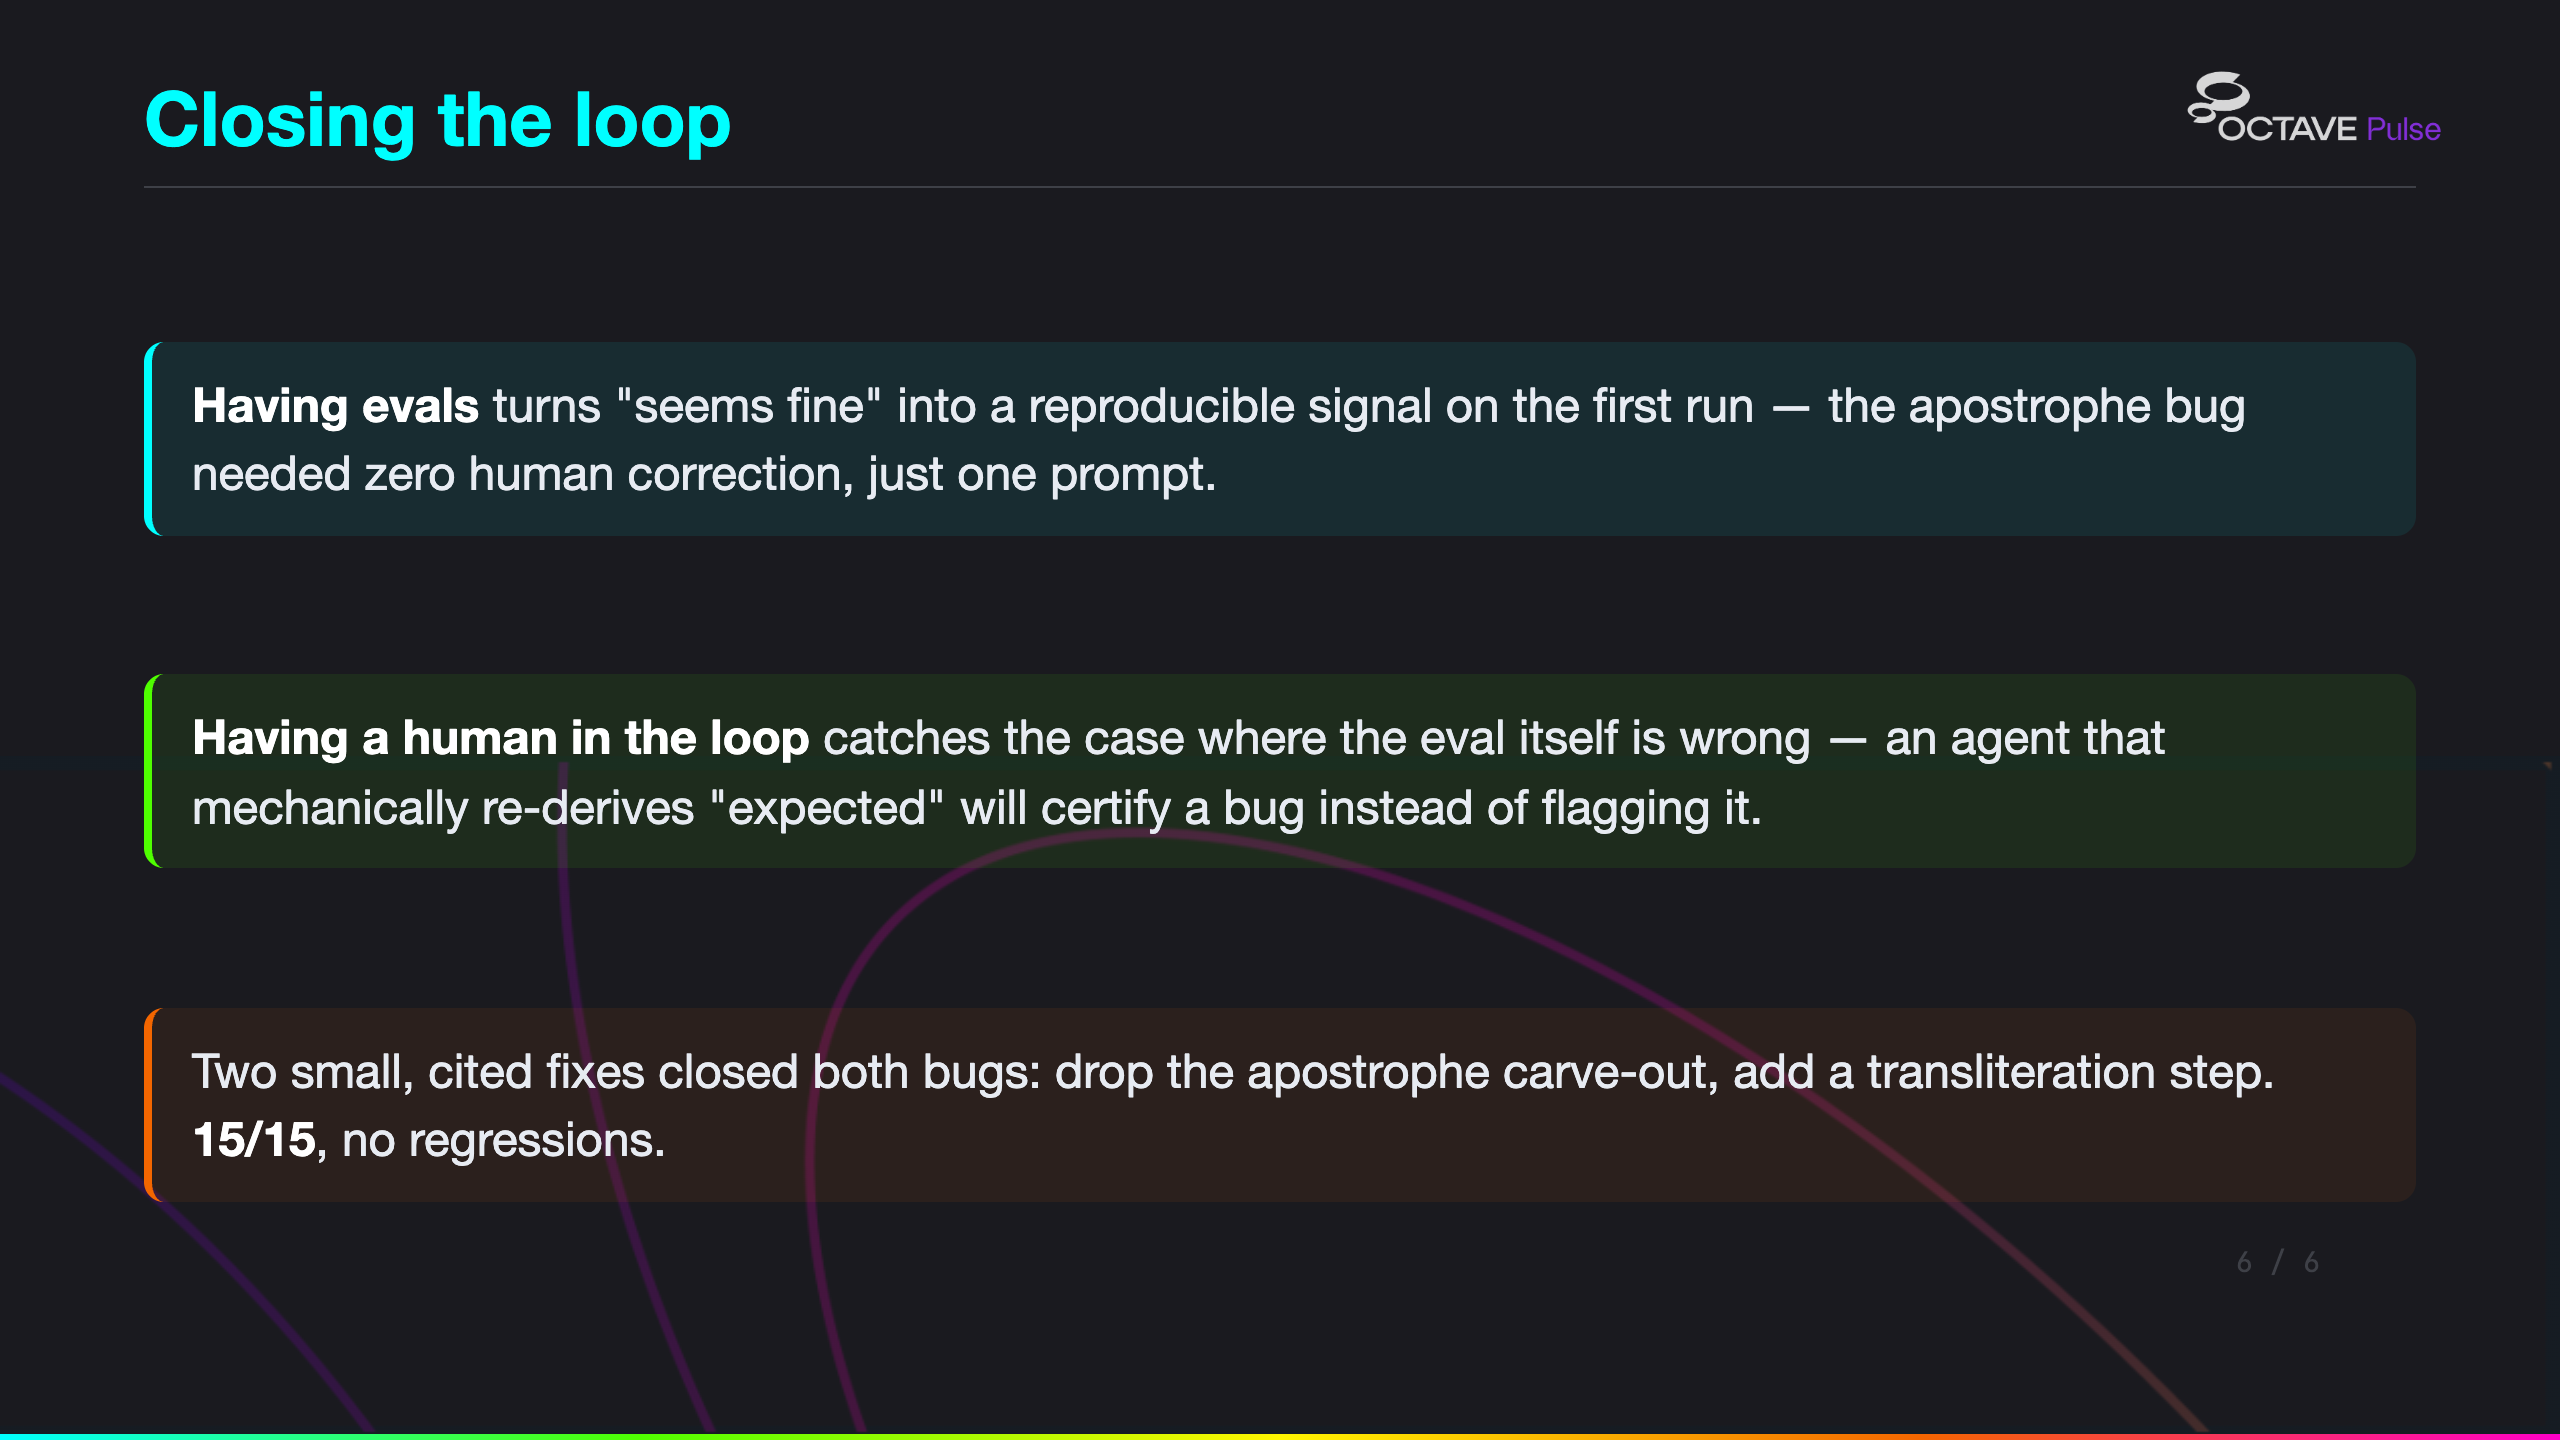 Closing the loop
OCTAVE Pulse
Having evals turns "seems fine" into a reproducible signal on the first run — the apostrophe bug
needed zero human correction, just one prompt.
Having a human in the loop catches the case where the eval itself is wrong — an agent that
mechanically re-derives "expected" will certify a bug instead of flagging it.
Two small, cited fixes closed both bugs: drop the apostrophe carve-out, add a transliteration step.
15/15, no regressions.
6 / 6